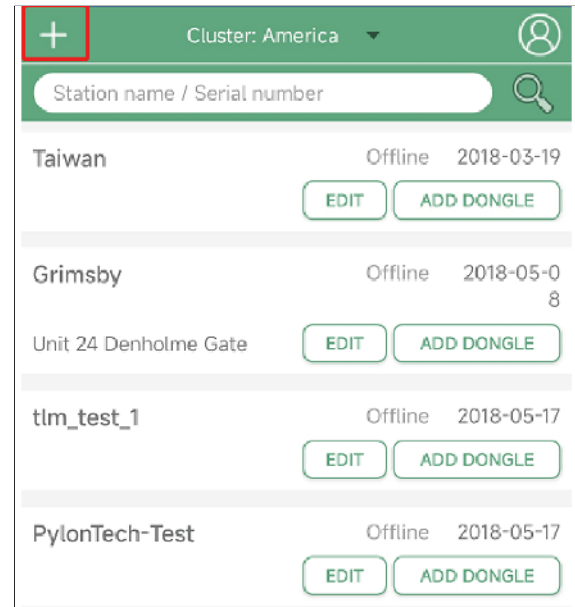 Cluster: America
Station name / Serial number
Taiwan Offline 2018-03-19
EDIT ADD DONGLE
Grimsby Offline 2018-05-0
8
Unit 24 Denholme Gate EDIT ADD DONGLE
tlm_test_1 Offline 2018-05-17
EDIT ADD DONGLE
PylonTech-Test Offline 2018-05-17
EDIT ADD DONGLE